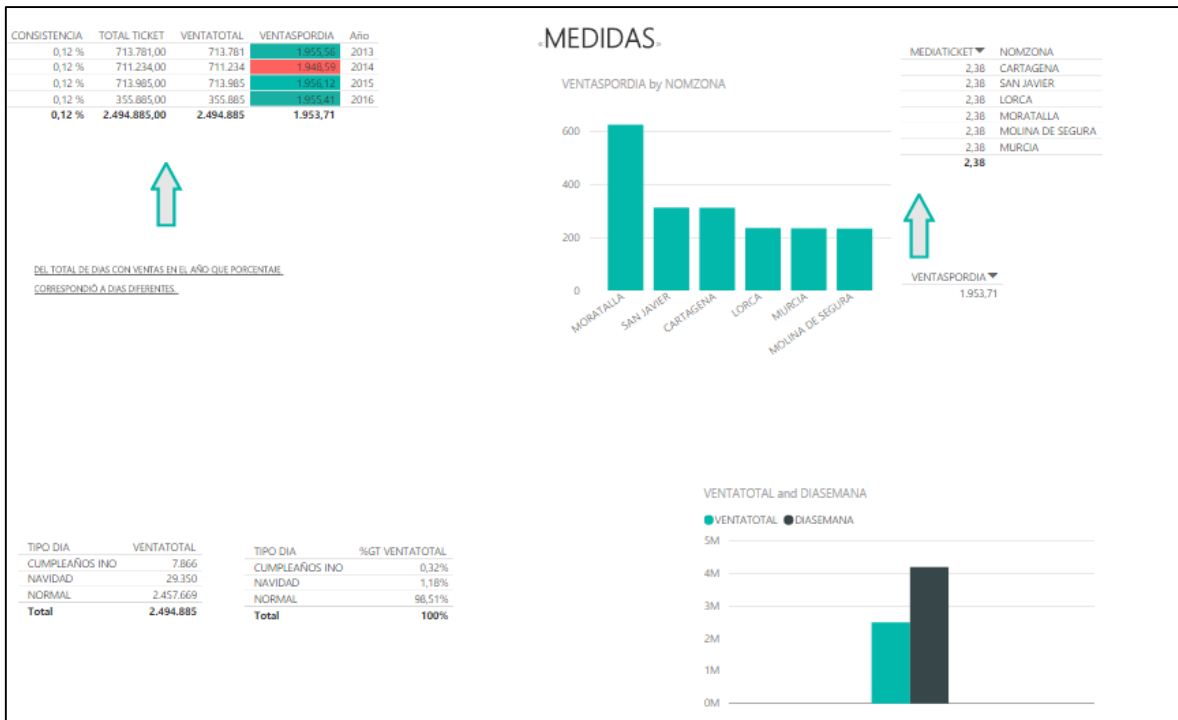 «MEDIDAS»
CONSISTENCIA TOTAL TICKET VENTATOTAL VENTASPORDIA Año
0,12 % 713.781,00 713.781 1.955,56 2013
0,12 % 711.234,00 711.234 1.948,59 2014
0,12 % 713.985,00 713.985 1.956,12 2015
0,12 % 355.885,00 355.885 1.955,41 2016
0,12 % 2.494.885,00 2.494.885 1.953,71
DEL TOTAL DE DIAS CON VENTAS EN EL AÑO QUE PORCENTAJE
CORRESPONDIÓ A DIAS DIFERENTES
VENTASPORDIA by NOMZONA
600
400
200
0
MORATALLA
SAN JAVIER
CARTAGENA
LORCA
MURCIA
MOLINA DE SEGURA
MEDIATICKET NOMZONA
2,38 CARTAGENA
2,38 SAN JAVIER
2,38 LORCA
2,38 MORATALLA
2,38 MOLINA DE SEGURA
2,38 MURCIA
2,38
VENTASPORDIA
1.953,71
TIPO DIA VENTATOTAL
CUMPLEAÑOS INO 7.866
NAVIDAD 29.350
NORMAL 2.457.669
Total 2.494.885
TIPO DIA %GT VENTATOTAL
CUMPLEAÑOS INO 0,32%
NAVIDAD 1,18%
NORMAL 98,51%
Total 100%
VENTATOTAL and DIASEMANA
VENTATOTAL DIASEMANA
5M
4M
3M
2M
1M
0M